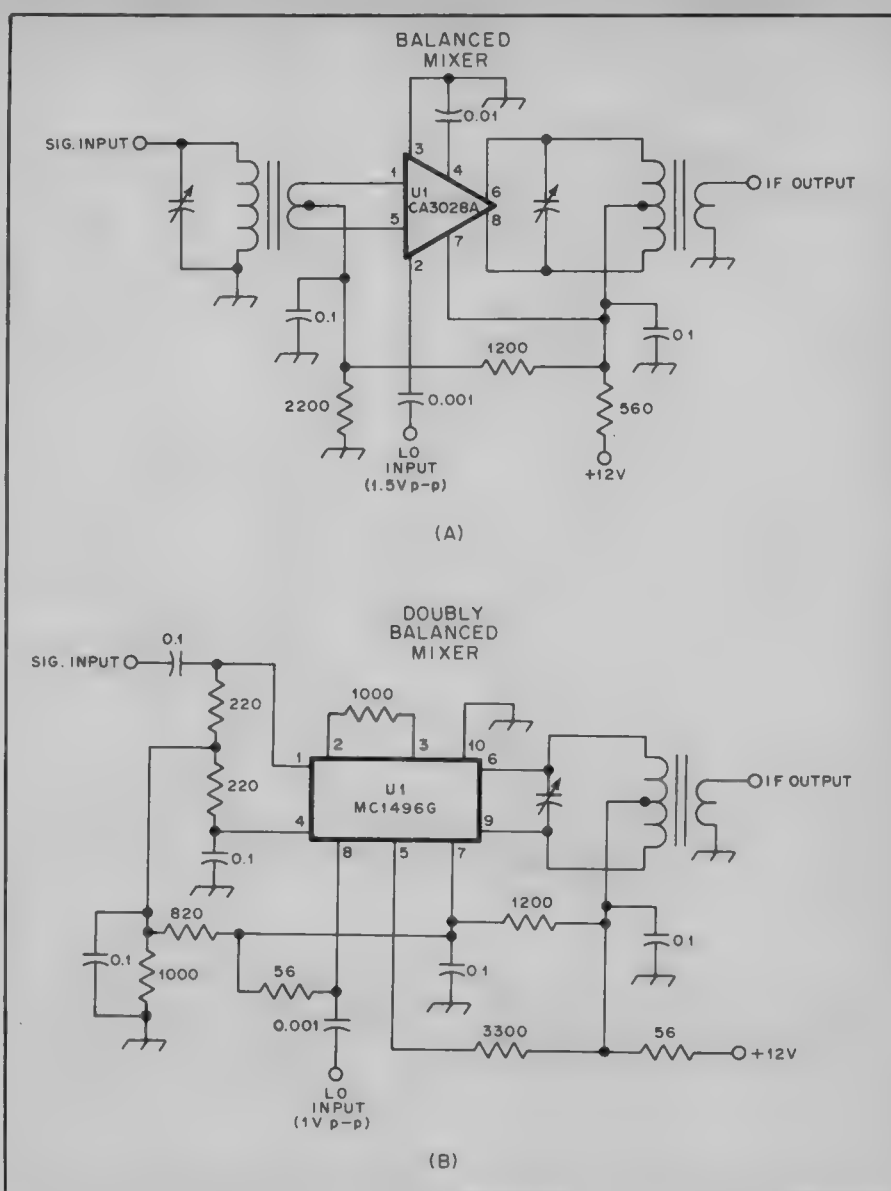 BALANCED
MIXER
SIG. INPUT
0.01
3
4
1
U1
CA3028A
6
8
5
7
2
IF OUTPUT
0.1
0.1
1200
2200
0.001
560
LO
INPUT
(1.5V p-p)
+12V
(A)
DOUBLY
BALANCED
MIXER
0.1
SIG. INPUT
220
1000
2
3
10
1
6
U1
MC1496G
IF OUTPUT
220
4
9
8
5
7
0.1
820
1200
0.1
0.1
0.1
1000
56
0.001
3300
56
+12V
LO
INPUT
(1V p-p)
(B)